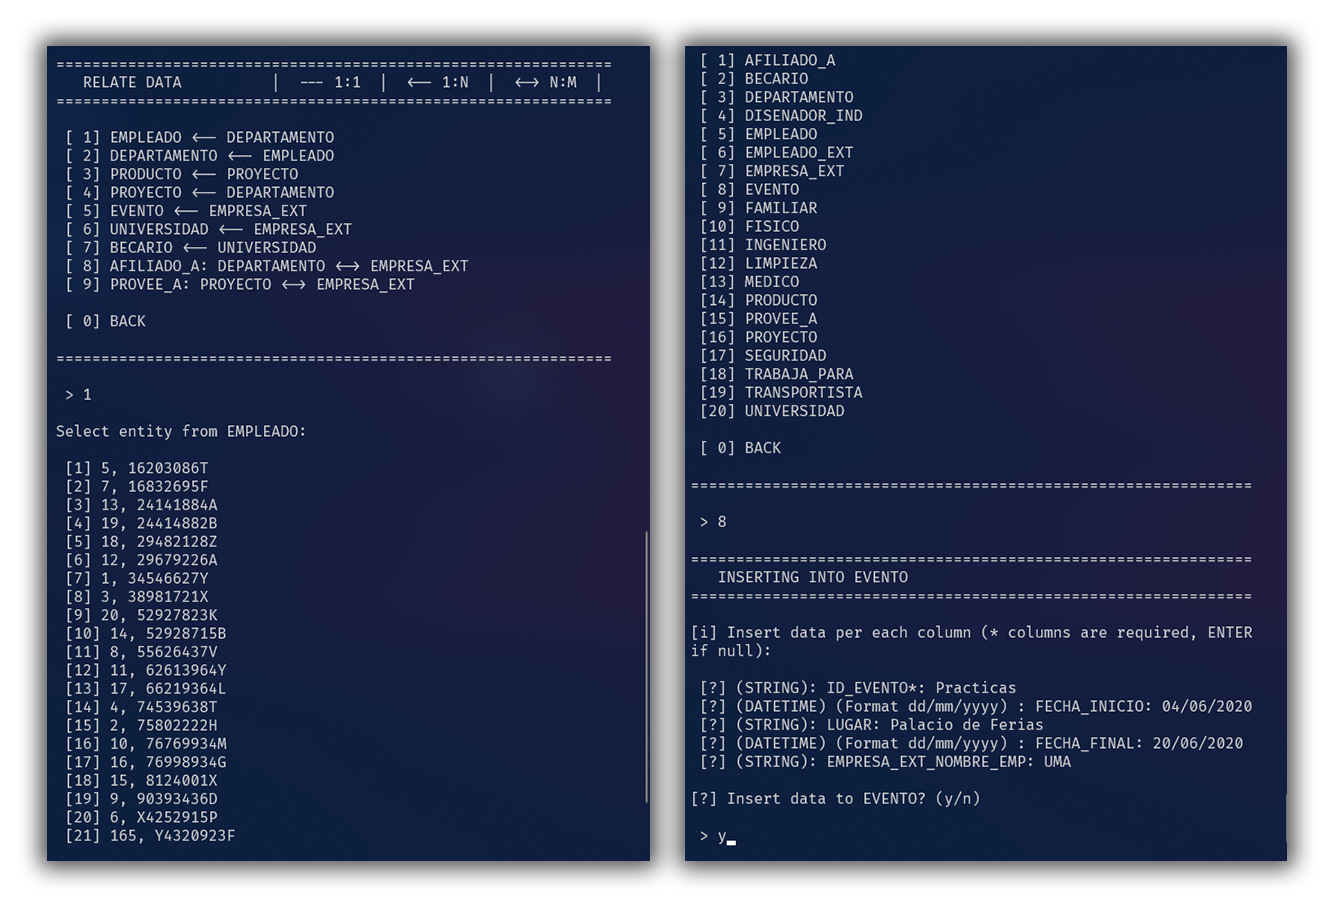 ============================================================
RELATE DATA | --- 1:1 | <-- 1:N | <-> N:M |
============================================================
[ 1] EMPLEADO <-- DEPARTAMENTO
[ 2] DEPARTAMENTO <-- EMPLEADO
[ 3] PRODUCTO <-- PROYECTO
[ 4] PROYECTO <-- DEPARTAMENTO
[ 5] EVENTO <-- EMPRESA_EXT
[ 6] UNIVERSIDAD <-- EMPRESA_EXT
[ 7] BECARIO <-- UNIVERSIDAD
[ 8] AFILIADO_A: DEPARTAMENTO <-> EMPRESA_EXT
[ 9] PROVEE_A: PROYECTO <-> EMPRESA_EXT
[ 0] BACK
============================================================
> 1
Select entity from EMPLEADO:
[1] 5, 16203086T
[2] 7, 16832695F
[3] 13, 24141884A
[4] 19, 24414882B
[5] 18, 29482128Z
[6] 12, 29679226A
[7] 1, 34546627Y
[8] 3, 38981721X
[9] 20, 52927823K
[10] 14, 52928715B
[11] 8, 55626437V
[12] 11, 62613964Y
[13] 17, 66219364L
[14] 4, 74539638T
[15] 2, 75802222H
[16] 10, 76769934M
[17] 16, 76998934G
[18] 15, 8124001X
[19] 9, 90393436D
[20] 6, X4252915P
[21] 165, Y4320923F
[ 1] AFILIADO_A
[ 2] BECARIO
[ 3] DEPARTAMENTO
[ 4] DISENADOR_IND
[ 5] EMPLEADO
[ 6] EMPLEADO_EXT
[ 7] EMPRESA_EXT
[ 8] EVENTO
[ 9] FAMILIAR
[10] FISICO
[11] INGENIERO
[12] LIMPIEZA
[13] MEDICO
[14] PRODUCTO
[15] PROVEE_A
[16] PROYECTO
[17] SEGURIDAD
[18] TRABAJA_PARA
[19] TRANSPORTISTA
[20] UNIVERSIDAD
[ 0] BACK
============================================================
> 8
============================================================
INSERTING INTO EVENTO
============================================================
[i] Insert data per each column (* columns are required, ENTER
if null):
[?] (STRING): ID_EVENTO*: Practicas
[?] (DATETIME) (Format dd/mm/yyyy) : FECHA_INICIO: 04/06/2020
[?] (STRING): LUGAR: Palacio de Ferias
[?] (DATETIME) (Format dd/mm/yyyy) : FECHA_FINAL: 20/06/2020
[?] (STRING): EMPRESA_EXT_NOMBRE_EMP: UMA
[?] Insert data to EVENTO? (y/n)
> y